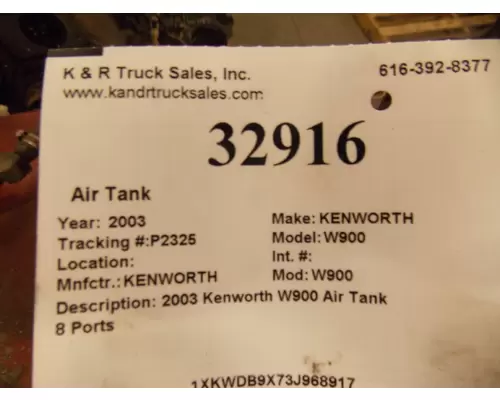 K & R Truck Sales, Inc. 616-392-8377
www.kandrtrucksales.com
32916
Air Tank
Year: 2003 Make: KENWORTH
Tracking #:P2325 Model: W900
Location: Int. #:
Mnfctr.: KENWORTH Mod: W900
Description: 2003 Kenworth W900 Air Tank
8 Ports
1XKWDB9X73J968917